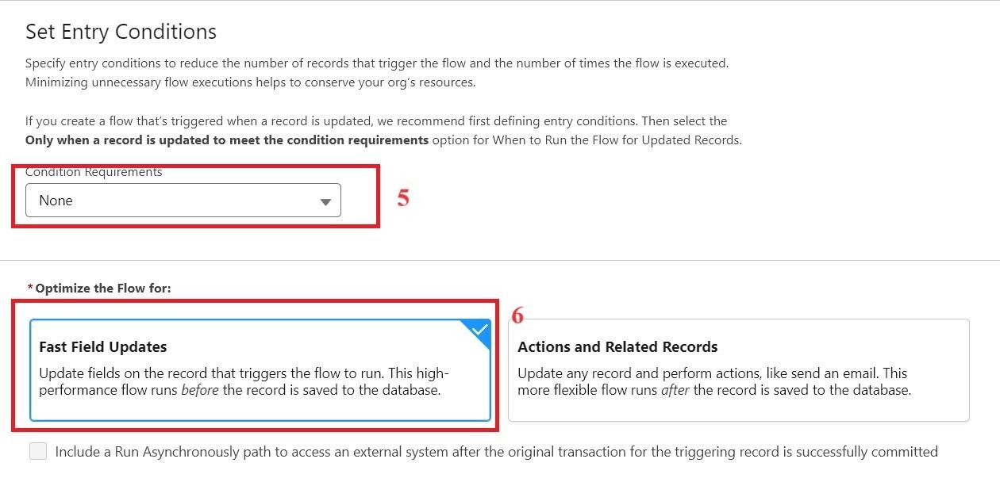 Set Entry Conditions
Specify entry conditions to reduce the number of records that trigger the flow and the number of times the flow is executed.
Minimizing unnecessary flow executions helps to conserve your org's resources.
If you create a flow that's triggered when a record is updated, we recommend first defining entry conditions. Then select the
Only when a record is updated to meet the condition requirements option for When to Run the Flow for Updated Records.
Condition Requirements
None
5
*Optimize the Flow for:
6
Fast Field Updates
Update fields on the record that triggers the flow to run. This high-
performance flow runs before the record is saved to the database.
Actions and Related Records
Update any record and perform actions, like send an email. This
more flexible flow runs after the record is saved to the database.
Include a Run Asynchronously path to access an external system after the original transaction for the triggering record is successfully committed